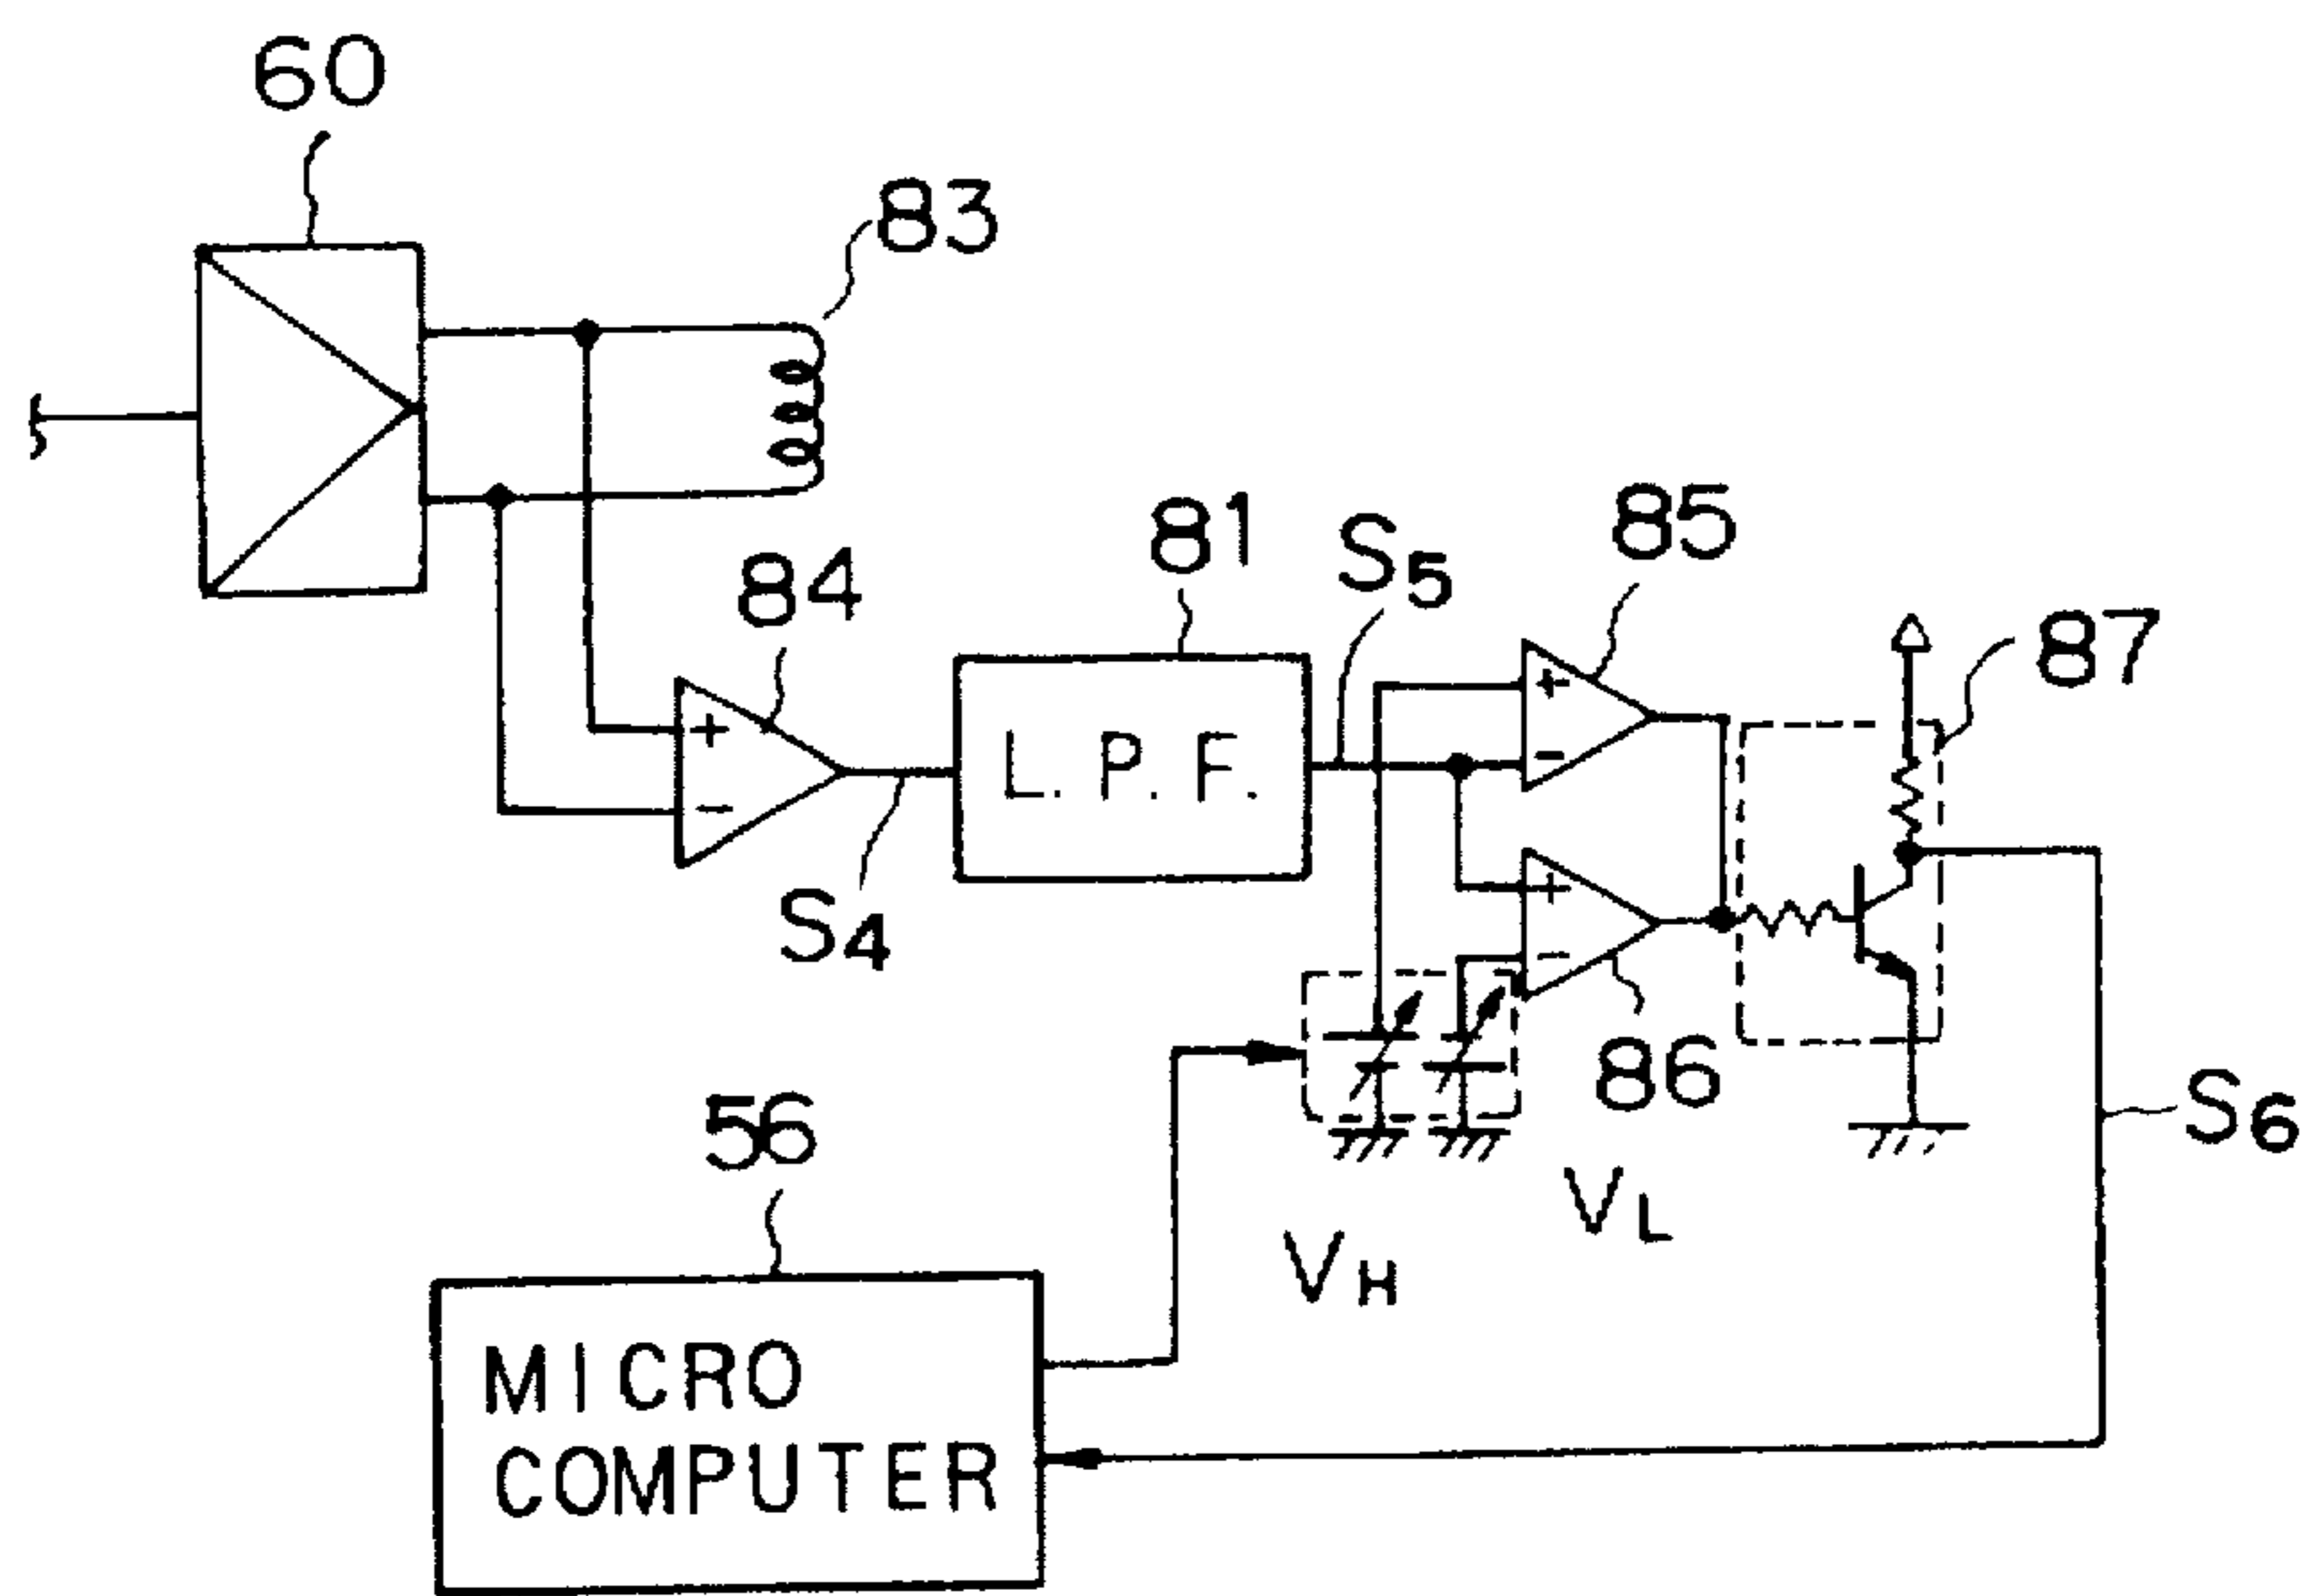 60
83
84
81
S5
85
87
+
-
+
-
L. P. F.
+
-
S4
86
S6
VL
VH
56
MICRO
COMPUTER